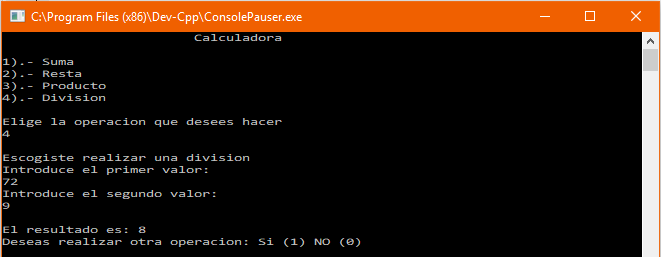 C:\Program Files (x86)\Dev-Cpp\ConsolePauser.exe
Calculadora
1).- Suma
2).- Resta
3).- Producto
4).- Division
Elige la operacion que desees hacer
4
Escogiste realizar una division
Introduce el primer valor:
72
Introduce el segundo valor:
9
El resultado es: 8
Deseas realizar otra operacion: Si (1) NO (0)